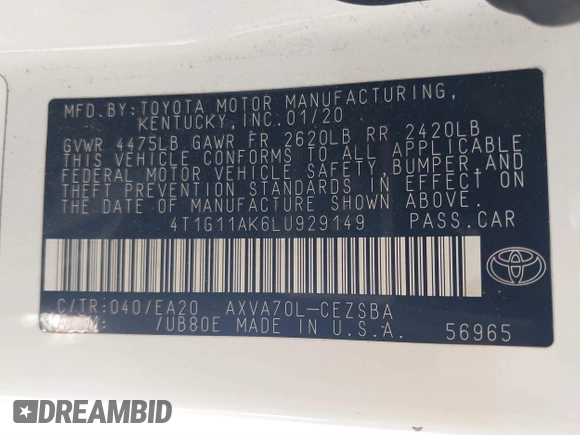 MFD.BY:TOYOTA MOTOR MANUFACTURING,
KENTUCKY,INC.01/20
GVWR 4475LB GAWR FR 2620LB RR 2420LB
THIS VEHICLE CONFORMS TO ALL APPLICABLE
FEDERAL MOTOR VEHICLE SAFETY,BUMPER,AND
THEFT PREVENTION STANDARDS IN EFFECT ON
THE DATE OF MANUFACTURE SHOWN ABOVE.
4T1G11AK6LU929149 PASS.CAR
C/TR:040/EA20 AXVA70L-CEZSBA
/UB80E MADE IN U.S.A. 56965
DREAMBID